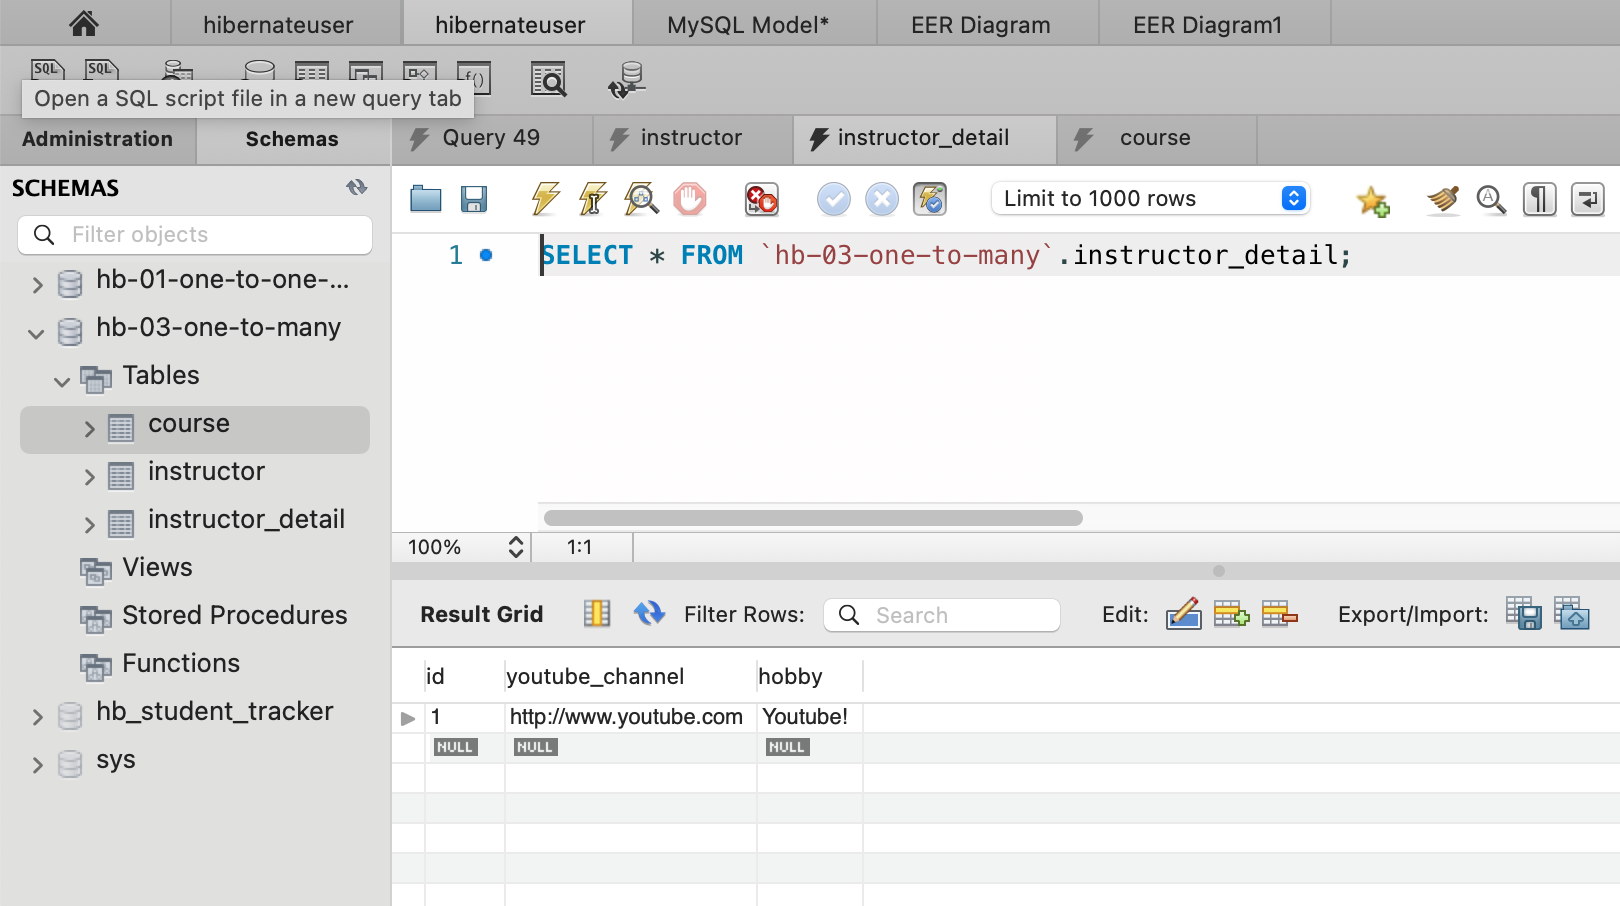 hibernateuser
hibernateuser
MySQL Model*
EER Diagram
EER Diagram1
SQL
SQL
f()
Open a SQL script file in a new query tab
Administration
Schemas
Query 49
instructor
instructor_detail
course
SCHEMAS
Filter objects
hb-01-one-to-one-...
hb-03-one-to-many
Tables
course
instructor
instructor_detail
Views
Stored Procedures
Functions
hb_student_tracker
sys
Limit to 1000 rows
1
SELECT * FROM `hb-03-one-to-many`.instructor_detail;
100%
1:1
Result Grid
Filter Rows:
Search
Edit:
Export/Import:
id youtube_channel hobby
1 http://www.youtube.com Youtube!
NULL NULL NULL